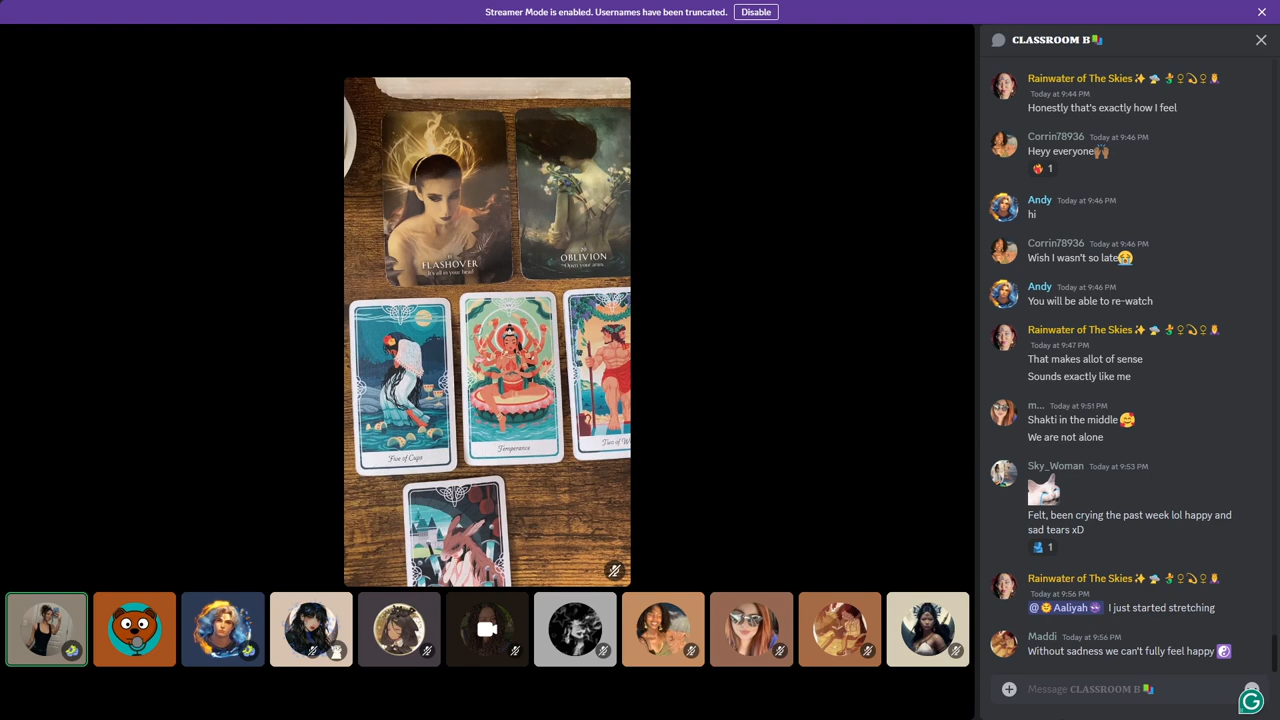 Streamer Mode is enabled. Usernames have been truncated.
Disable
CLASSROOM B
Rainwater of The Skies
Today at 9:44 PM
Honestly that's exactly how I feel
Corrin78936 Today at 9:46 PM
Heyy everyone
1
Andy Today at 9:46 PM
hi
Corrin78936 Today at 9:46 PM
Wish I wasn't so late
Andy Today at 9:46 PM
You will be able to re-watch
Rainwater of The Skies
Today at 9:47 PM
That makes allot of sense
Sounds exactly like me
m... Today at 9:51 PM
Shakti in the middle
We are not alone
Sky_Woman Today at 9:53 PM
Felt, been crying the past week lol happy and
sad tears xD
1
Rainwater of The Skies
Today at 9:56 PM
@Aaliyah I just started stretching
Maddi Today at 9:56 PM
Without sadness we can't fully feel happy
Message CLASSROOM B
FLASHOVER
It's all in your head
OBLIVION
Five of Cups
Temperance
Two of W